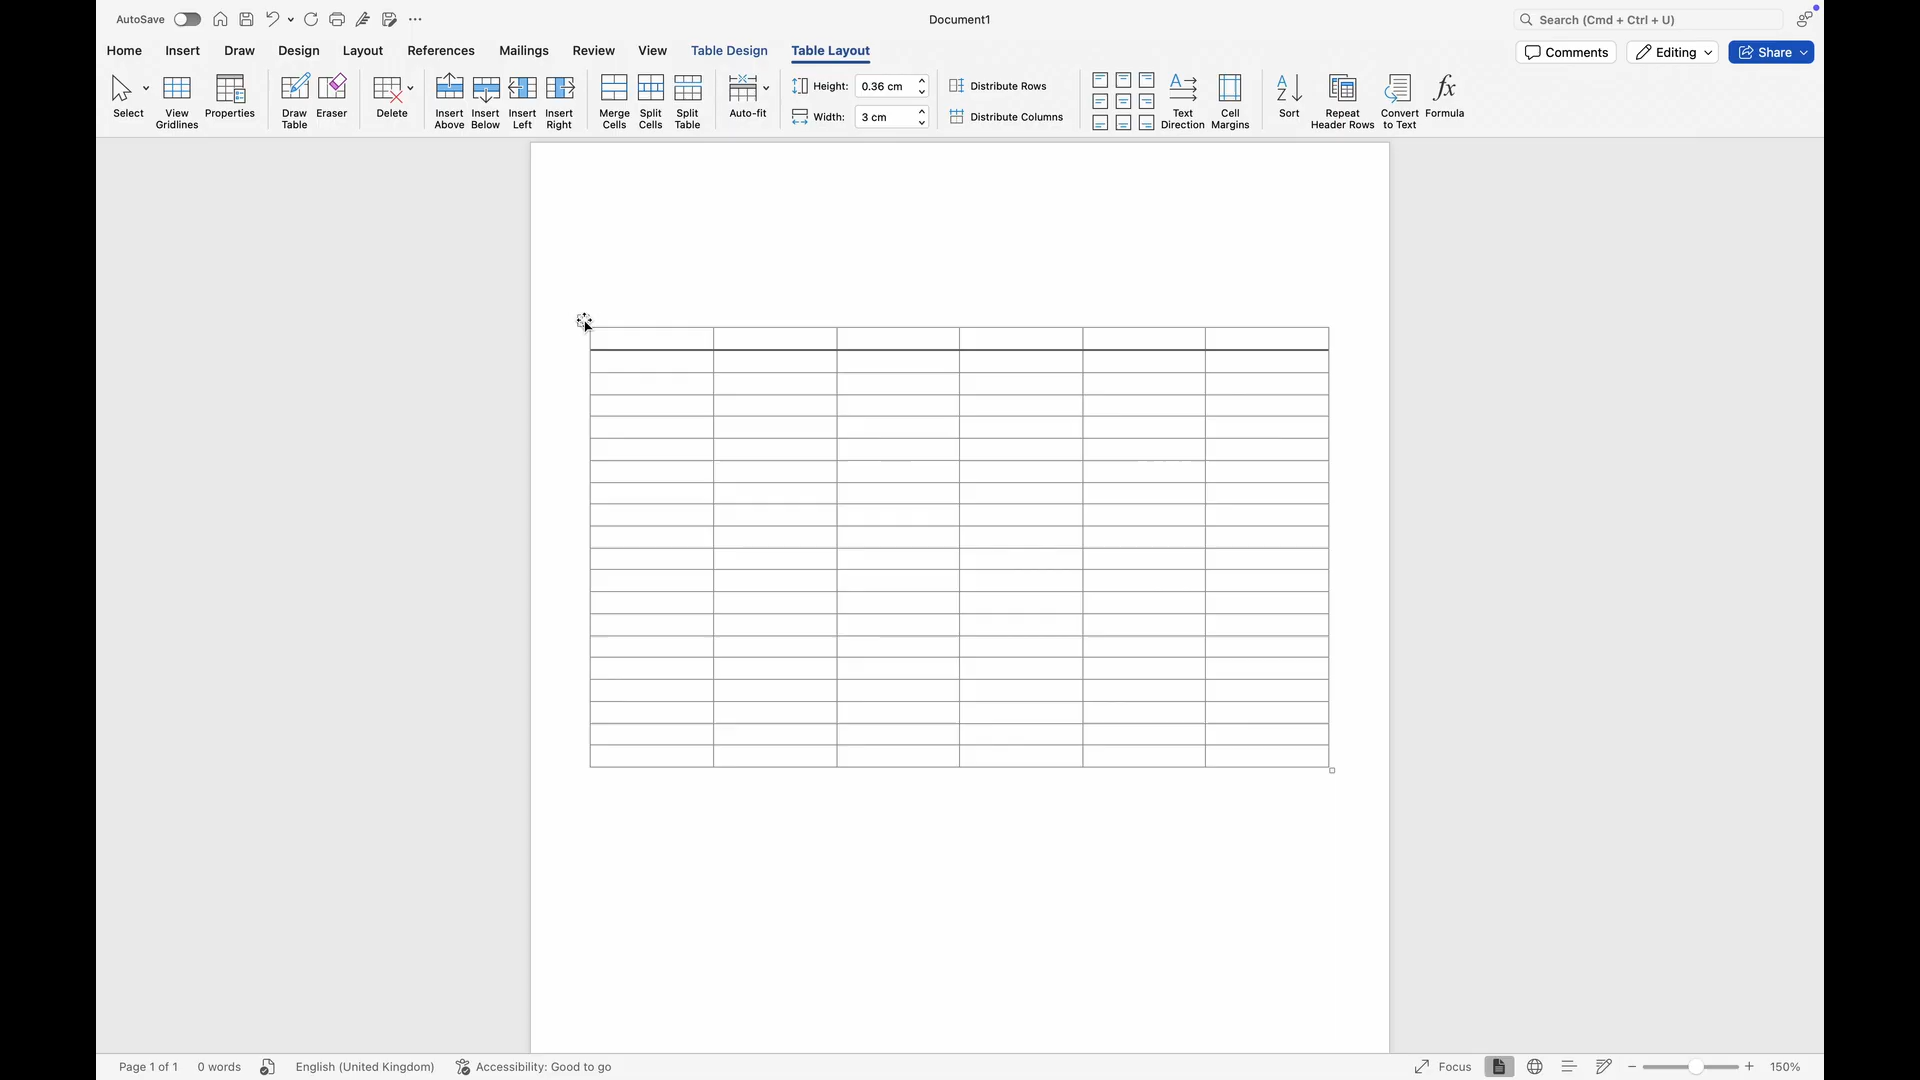 AutoSave
Document1
Search (Cmd + Ctrl + U)
Home Insert Draw Design Layout References Mailings Review View Table Design Table Layout
Comments Editing Share
Select
View Gridlines
Properties
Draw Table
Eraser
Delete
Insert Above
Insert Below
Insert Left
Insert Right
Merge Cells
Split Cells
Split Table
Auto-fit
Height: 0.36 cm
Width: 3 cm
Distribute Rows
Distribute Columns
Text Direction
Cell Margins
Sort
Repeat Header Rows
Convert to Text
Formula
Page 1 of 1 0 words English (United Kingdom) Accessibility: Good to go Focus 150%